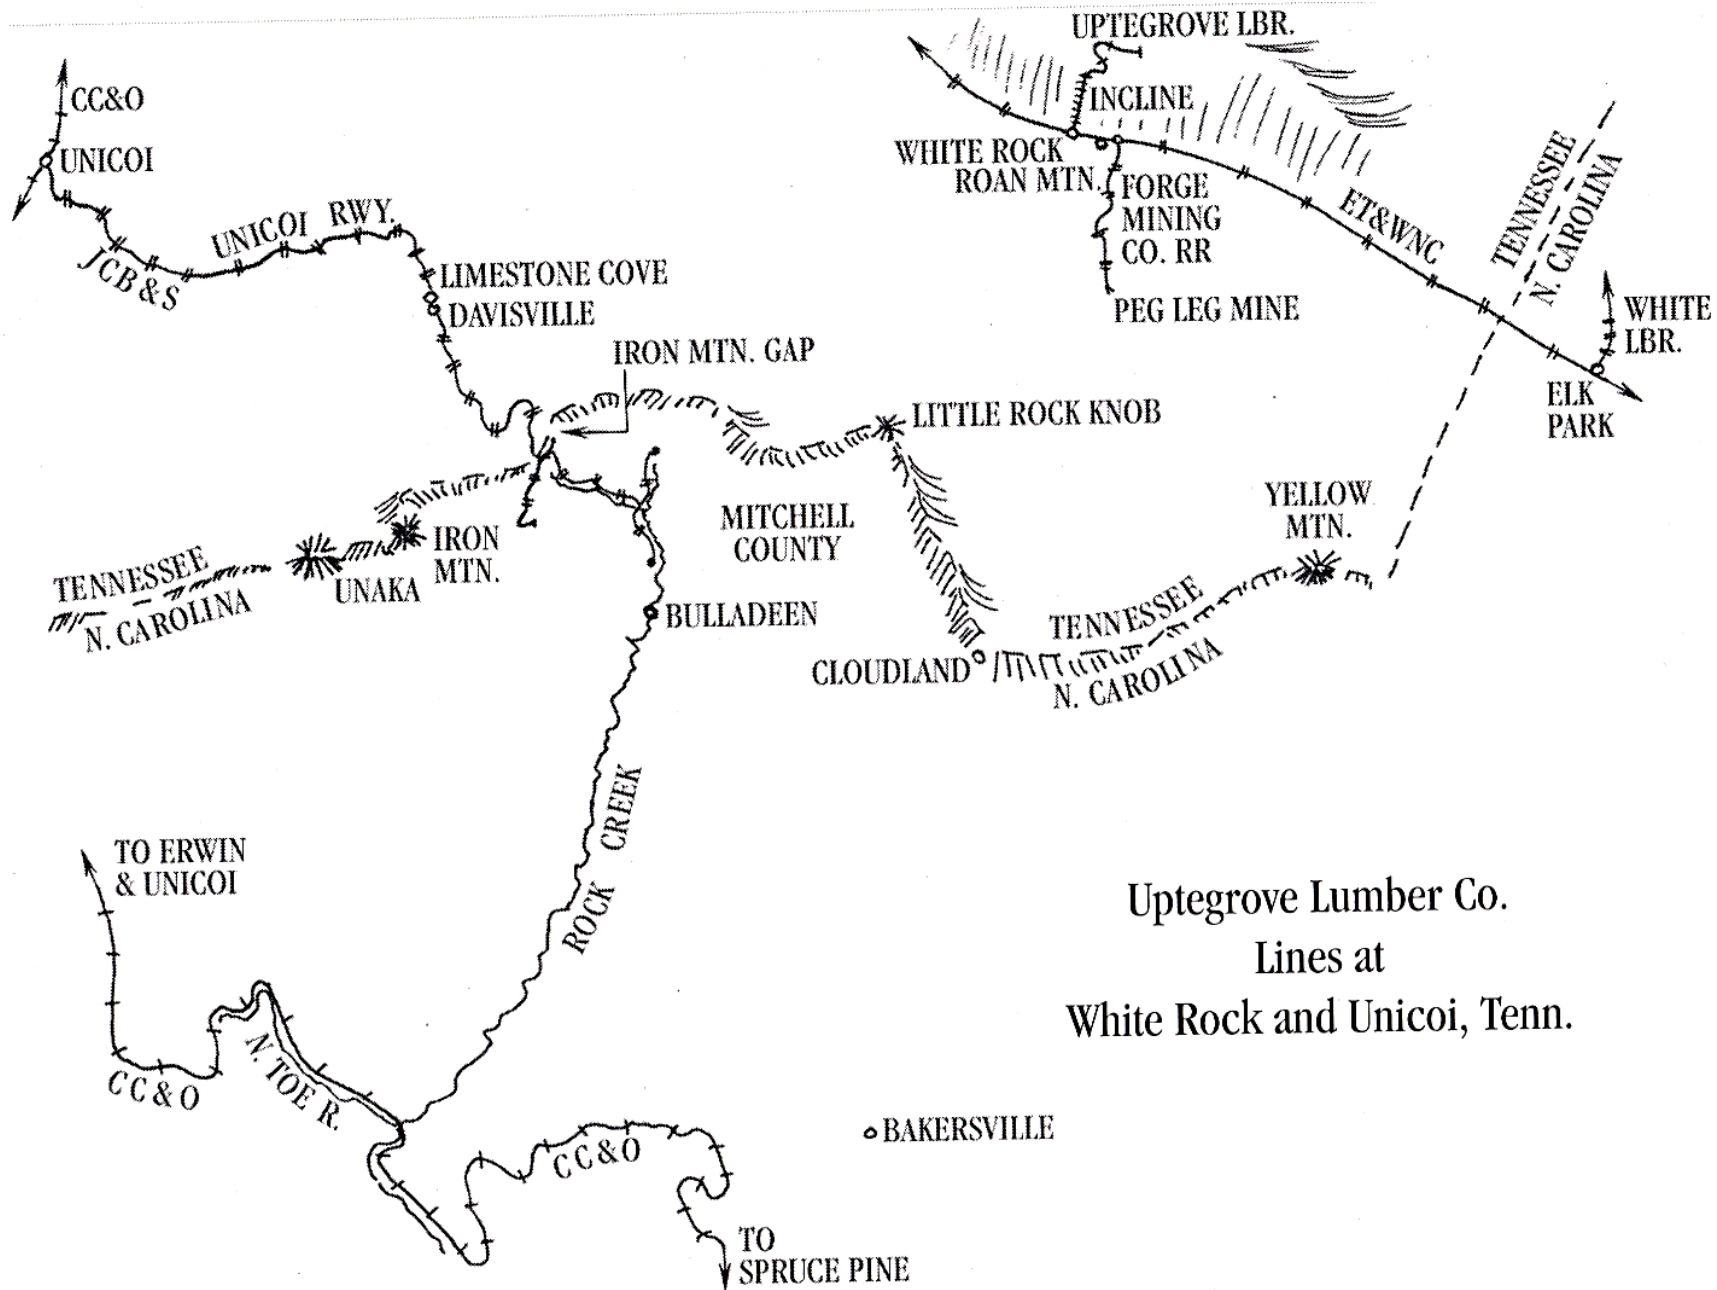 UPTEGROVE LBR.
CC&O
INCLINE
UNICOI
WHITE ROCK
ROAN MTN.
FORGE
MINING
CO. RR
PEG LEG MINE
ET&WNC
TENNESSEE
N. CAROLINA
WHITE
LBR.
ELK
PARK
UNICOI RWY.
JCB&S
LIMESTONE COVE
DAVISVILLE
IRON MTN. GAP
LITTLE ROCK KNOB
YELLOW
MTN.
MITCHELL
COUNTY
IRON
MTN.
UNAKA
TENNESSEE
N. CAROLINA
BULLADEEN
CLOUDLAND
TENNESSEE
N. CAROLINA
ROCK CREEK
TO ERWIN
& UNICOI
Uptegrove Lumber Co.
Lines at
White Rock and Unicoi, Tenn.
CC&O
N. TOE R.
CC&O
BAKERSVILLE
TO
SPRUCE PINE